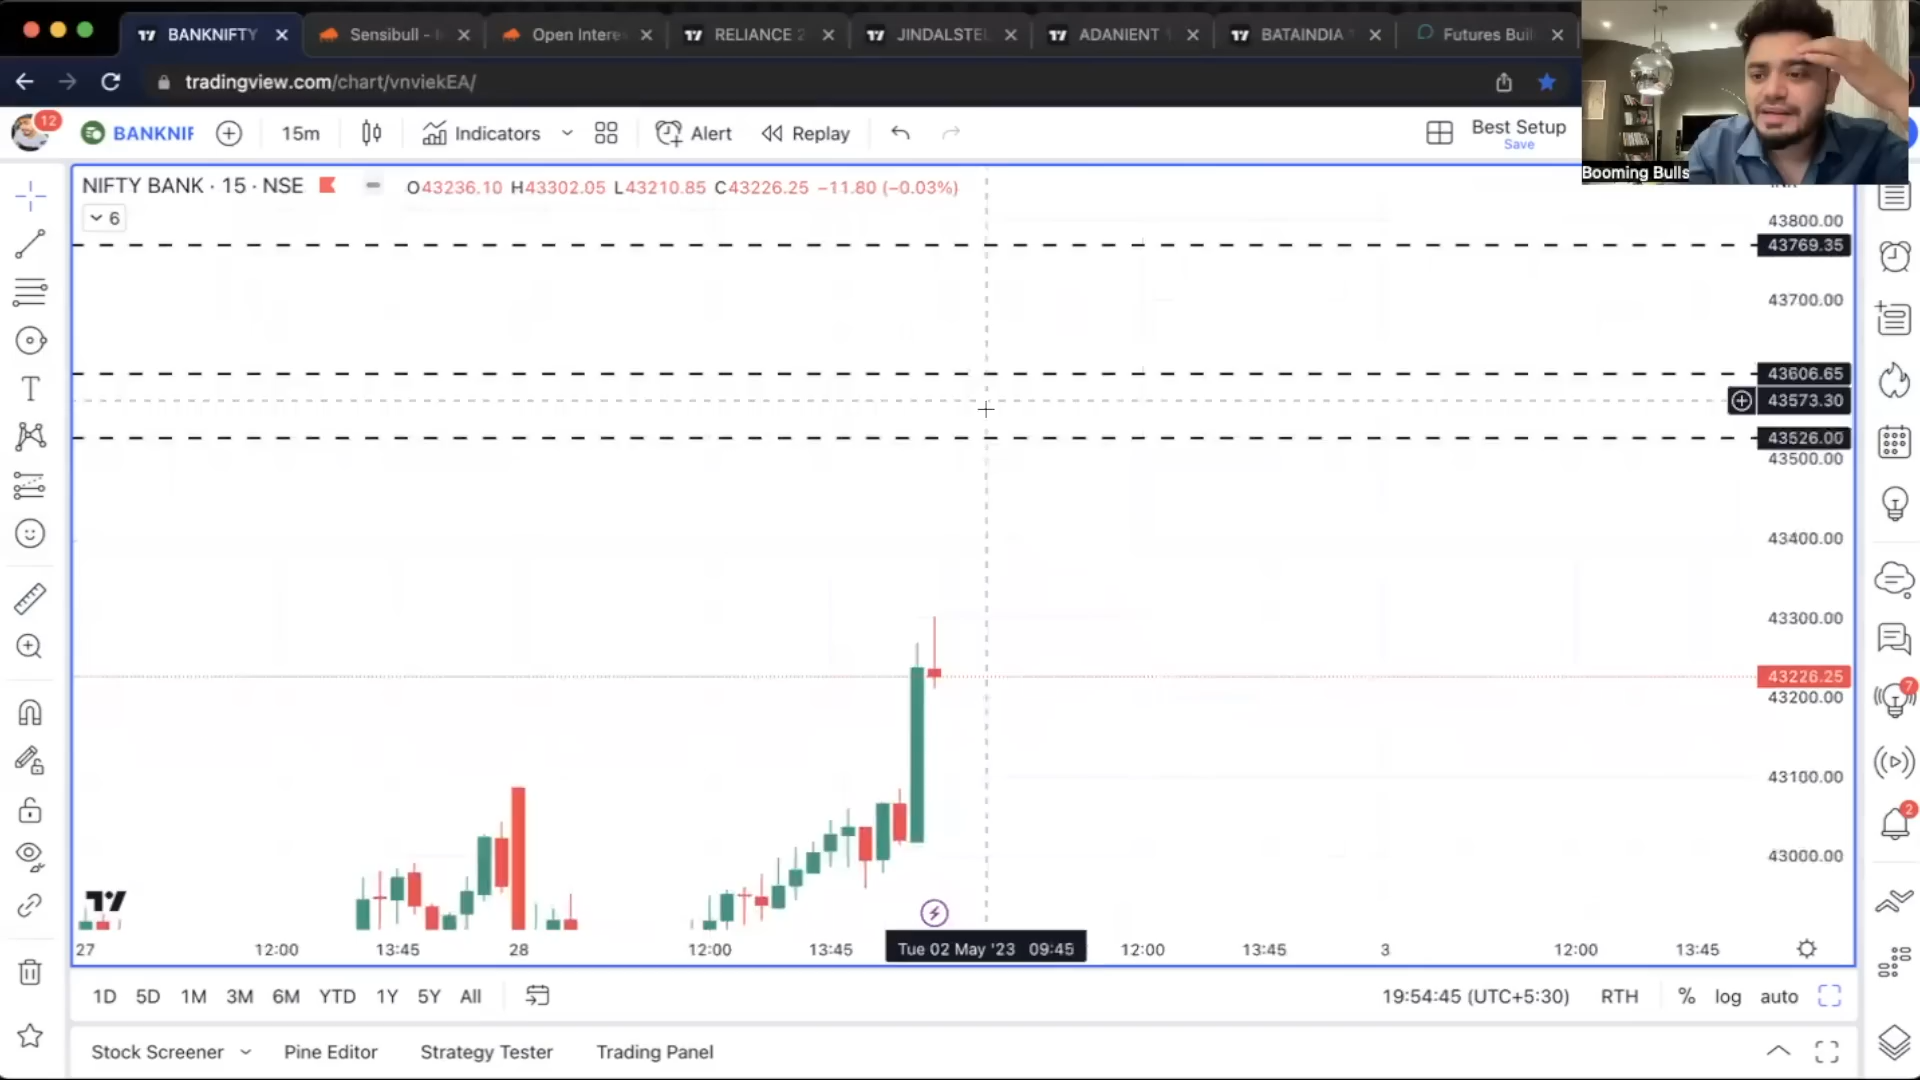 BANKNIFTY
Sensibull -
Open Intere
RELIANCE 2
JINDALSTEL
ADANIENT
BATAINDIA
Futures Buil
tradingview.com/chart/vnviekEA/
12
BANKNIF
15m
Indicators
Alert
Replay
Best Setup
Save
Booming Bulls
NIFTY BANK · 15 · NSE
O43236.10 H43302.05 L43210.85 C43226.25 −11.80 (−0.03%)
6
43800.00
43769.35
43700.00
43606.65
43573.30
43526.00
43500.00
43400.00
43300.00
43226.25
43200.00
43100.00
43000.00
7
2
27
12:00
13:45
28
12:00
13:45
Tue 02 May '23 09:45
12:00
13:45
3
12:00
13:45
1D 5D 1M 3M 6M YTD 1Y 5Y All
19:54:45 (UTC+5:30) RTH % log auto
Stock Screener
Pine Editor
Strategy Tester
Trading Panel